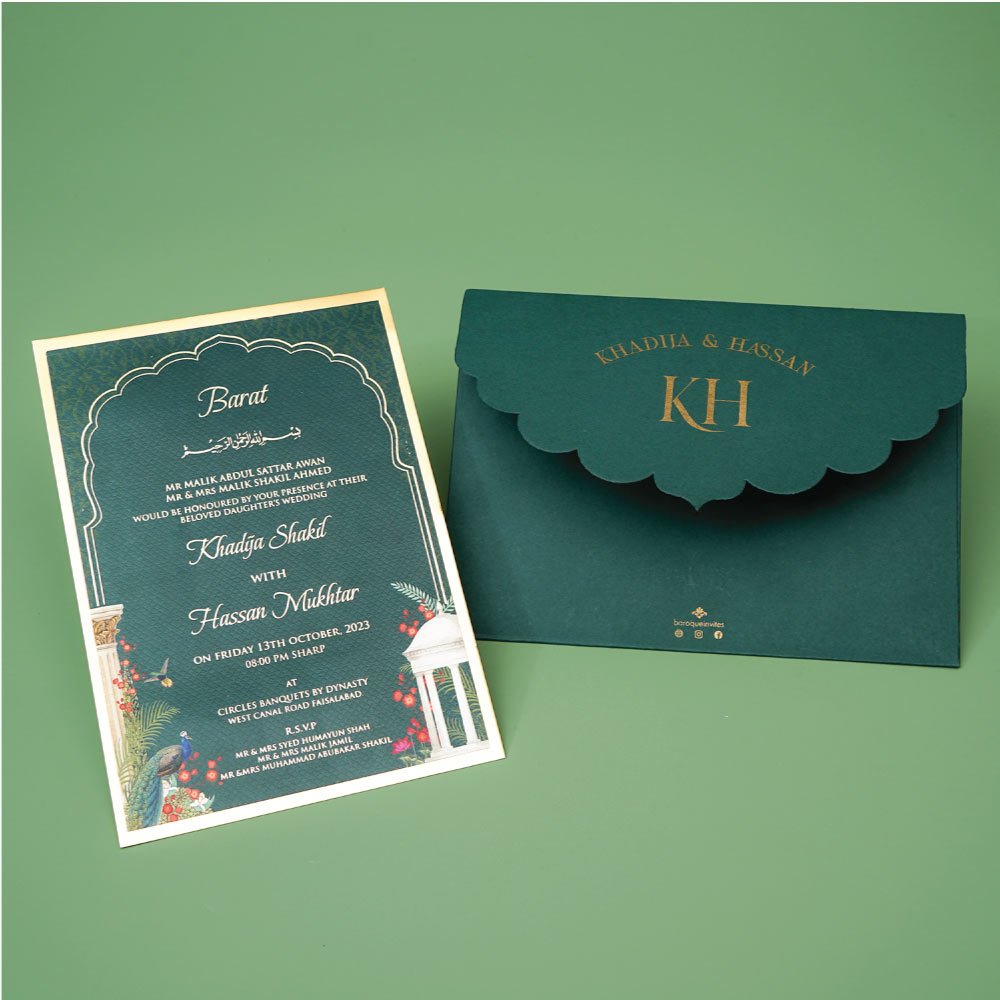 Barat
بسم الله الرحمن الرحيم
MR MALIK ABDUL SATTAR AWAN
MR & MRS MALIK SHAKIL AHMED
WOULD BE HONOURED BY YOUR PRESENCE AT THEIR
BELOVED DAUGHTER'S WEDDING
Khadija Shakil
WITH
Hassan Mukhtar
ON FRIDAY 13TH OCTOBER, 2023
08:00 PM SHARP
AT
CIRCLES BANQUETS BY DYNASTY
WEST CANAL ROAD FAISALABAD
R.S.V.P
MR & MRS SYED HUMAYUN SHAH
MR & MRS MALIK JAMIL
MR &MRS MUHAMMAD ABUBAKAR SHAKIL
KHADIJA & HASSAN
KH
baroqueinvites